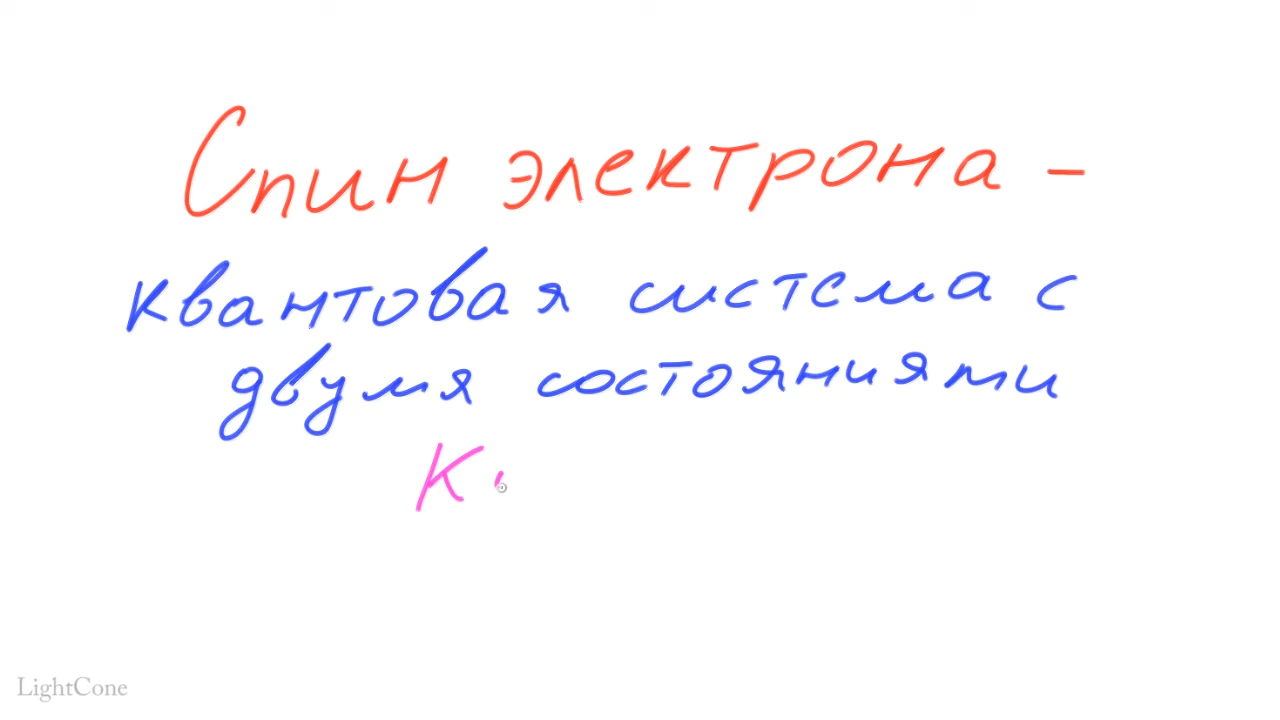 Спин электрона -
квантовая система с
двумя состояниями
К
LightCone